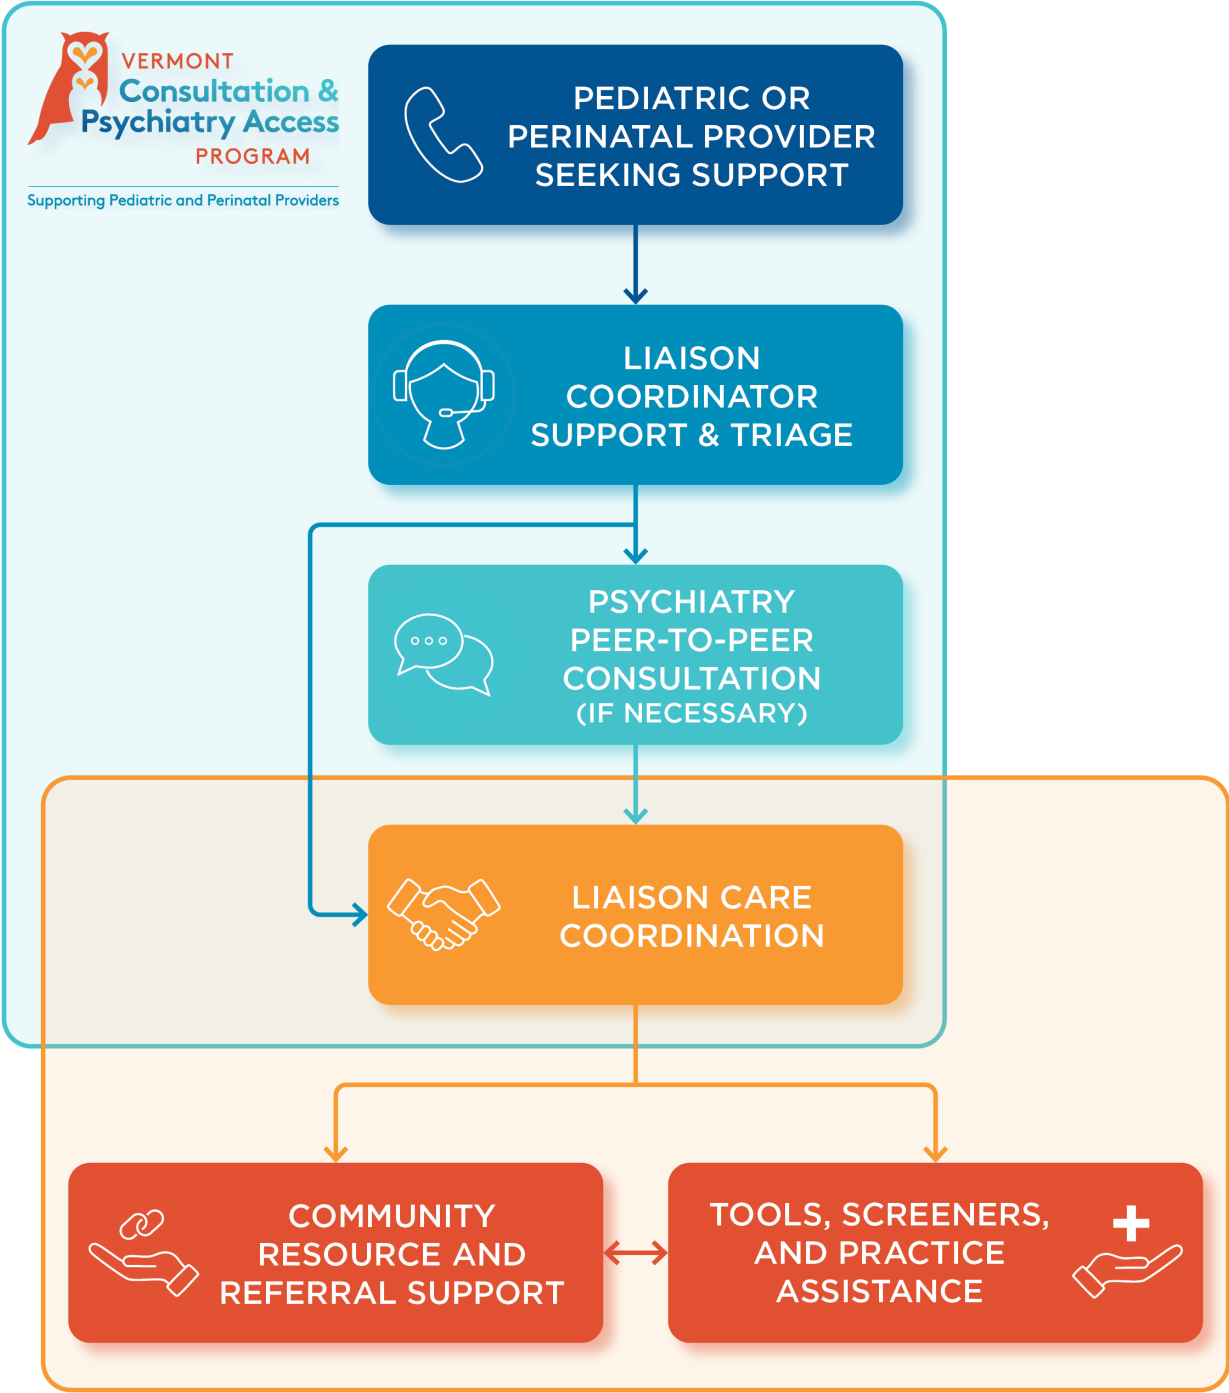 VERMONT
Consultation &
Psychiatry Access
PROGRAM
Supporting Pediatric and Perinatal Providers
PEDIATRIC OR
PERINATAL PROVIDER
SEEKING SUPPORT
LIAISON
COORDINATOR
SUPPORT & TRIAGE
PSYCHIATRY
PEER-TO-PEER
CONSULTATION
(IF NECESSARY)
LIAISON CARE
COORDINATION
COMMUNITY
RESOURCE AND
REFERRAL SUPPORT
TOOLS, SCREENERS,
AND PRACTICE
ASSISTANCE